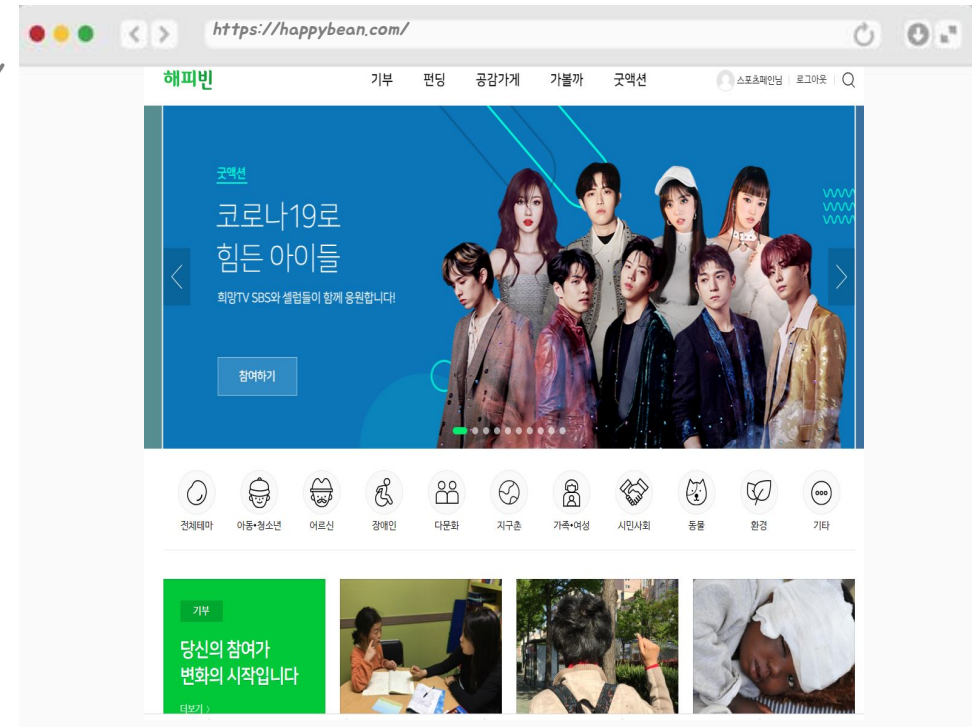 https://happybean.com/
해피빈
기부 펀딩 공감가게 가볼까 굿액션
스포츠페인님 로그아웃
굿액션
코로나19로
힘든 아이들
희망TV SBS와 셀럽들이 함께 응원합니다!
참여하기
전체테마 아동•청소년 어르신 장애인 다문화 지구촌 가족•여성 시민사회 동물 환경 기타
기부
당신의 참여가
변화의 시작입니다
더보기 〉